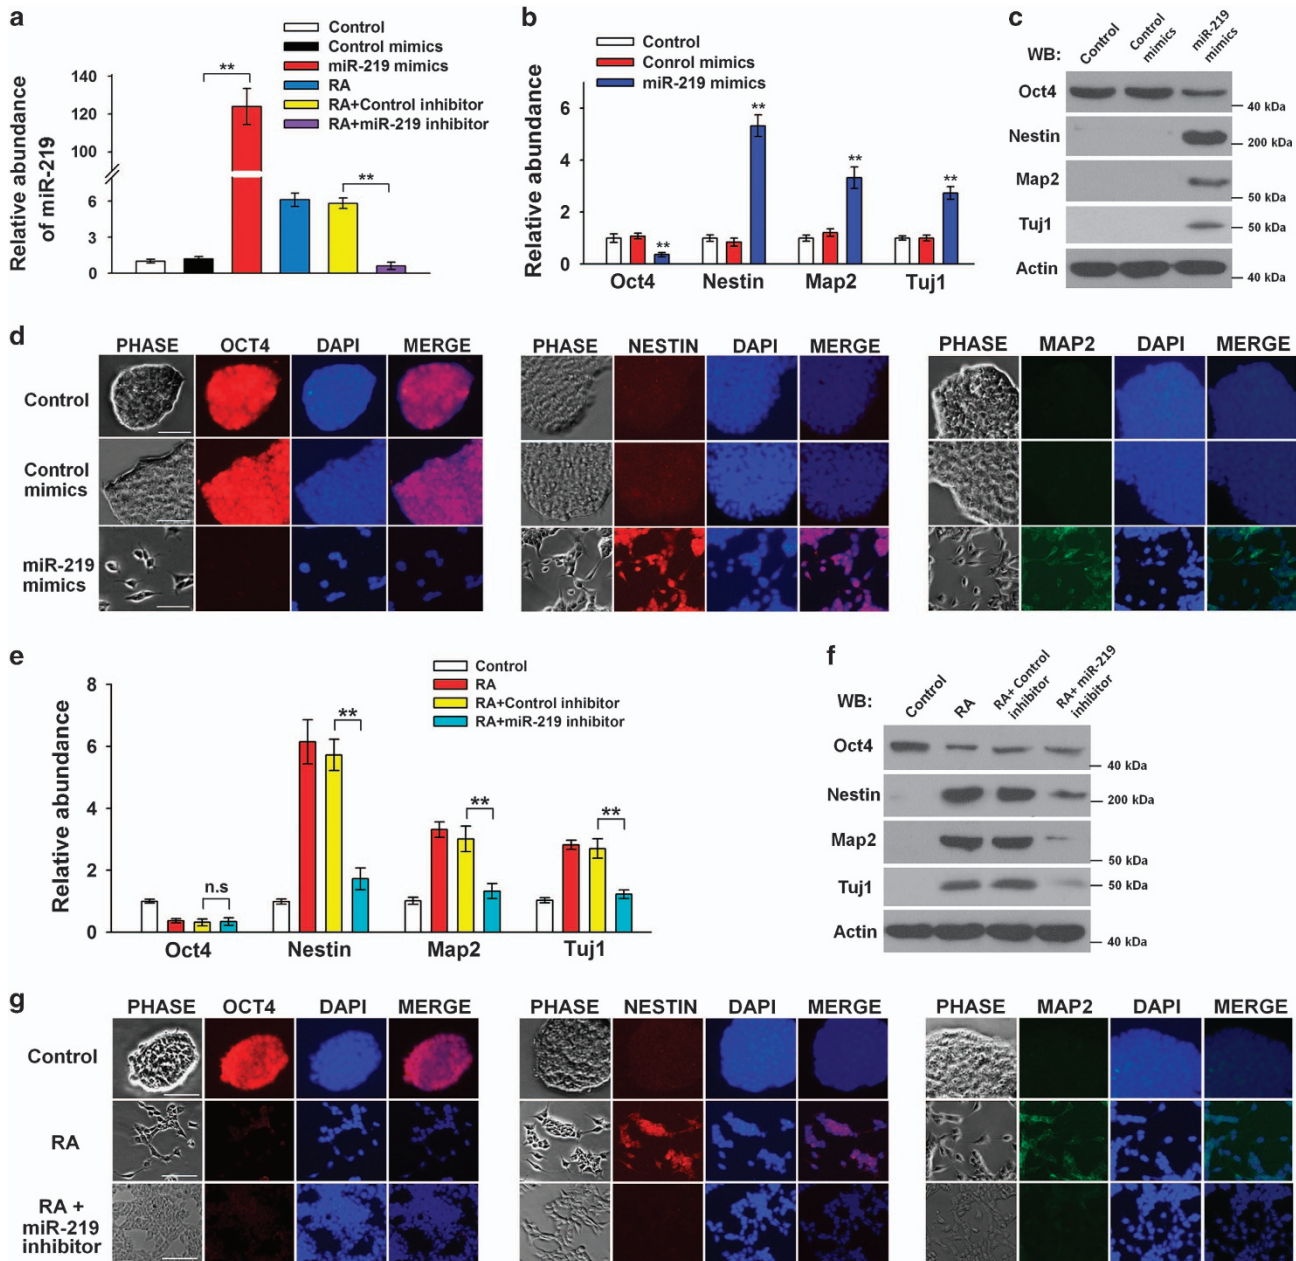 a
Relative abundance
of miR-219
140
120
100
6
3
0
**
**
Control
Control mimics
miR-219 mimics
RA
RA+Control inhibitor
RA+miR-219 inhibitor
b
Relative abundance
6
4
2
0
Control
Conrol mimics
miR-219 mimics
**
**
**
**
Oct4
Nestin
Map2
Tuj1
c
WB:
Control
Control
mimics
miR-219
mimics
Oct4
40 kDa
Nestin
200 kDa
Map2
50 kDa
Tuj1
50 kDa
Actin
40 kDa
d
PHASE OCT4 DAPI MERGE
PHASE NESTIN DAPI MERGE
PHASE MAP2 DAPI MERGE
Control
Control
mimics
miR-219
mimics
e
Relative abundance
8
6
4
2
0
Control
RA
RA+Control inhibitor
RA+miR-219 inhibitor
n.s
**
**
**
Oct4
Nestin
Map2
Tuj1
f
WB:
Control
RA
RA+ Control
inhibitor
RA+ miR-219
inhibitor
Oct4
40 kDa
Nestin
200 kDa
Map2
50 kDa
Tuj1
50 kDa
Actin
40 kDa
g
PHASE OCT4 DAPI MERGE
PHASE NESTIN DAPI MERGE
PHASE MAP2 DAPI MERGE
Control
RA
RA +
miR-219
inhibitor